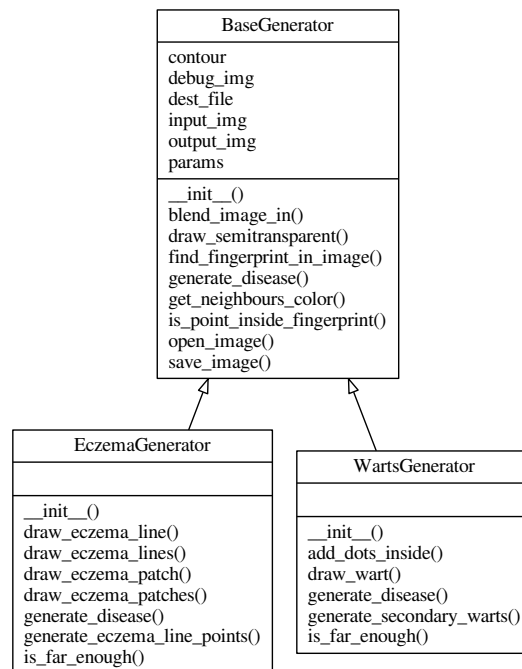 BaseGenerator
contour
debug_img
dest_file
input_img
output_img
params
__init__()
blend_image_in()
draw_semitransparent()
find_fingerprint_in_image()
generate_disease()
get_neighbours_color()
is_point_inside_fingerprint()
open_image()
save_image()
EczemaGenerator
__init__()
draw_eczema_line()
draw_eczema_lines()
draw_eczema_patch()
draw_eczema_patches()
generate_disease()
generate_eczema_line_points()
is_far_enough()
WartsGenerator
__init__()
add_dots_inside()
draw_wart()
generate_disease()
generate_secondary_warts()
is_far_enough()